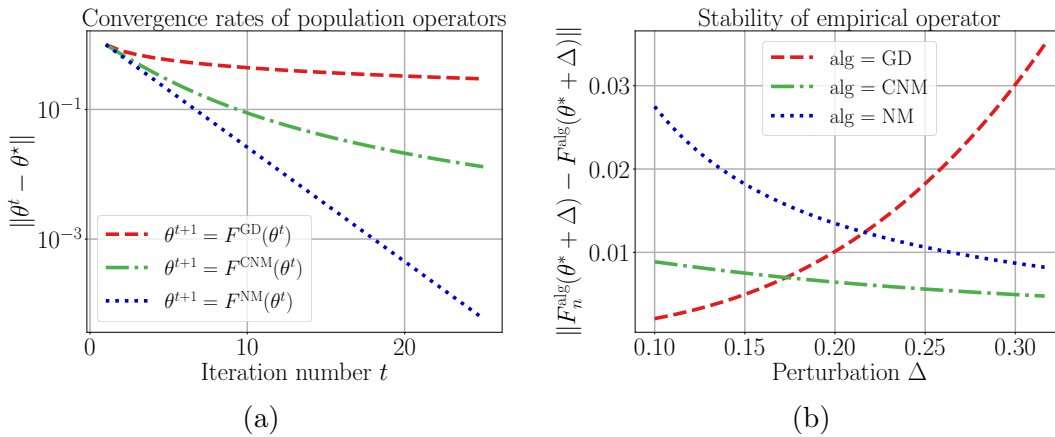 Convergence rates of population operators
‖θ^t − θ*‖
10^−1
10^−3
θ^{t+1} = F^GD(θ^t)
θ^{t+1} = F^CNM(θ^t)
θ^{t+1} = F^NM(θ^t)
0 10 20
Iteration number t
(a)
Stability of empirical operator
||F_n^alg(θ* + Δ) − F^alg(θ* + Δ)||
0.03
0.02
0.01
alg = GD
alg = CNM
alg = NM
0.10 0.15 0.20 0.25 0.30
Perturbation Δ
(b)